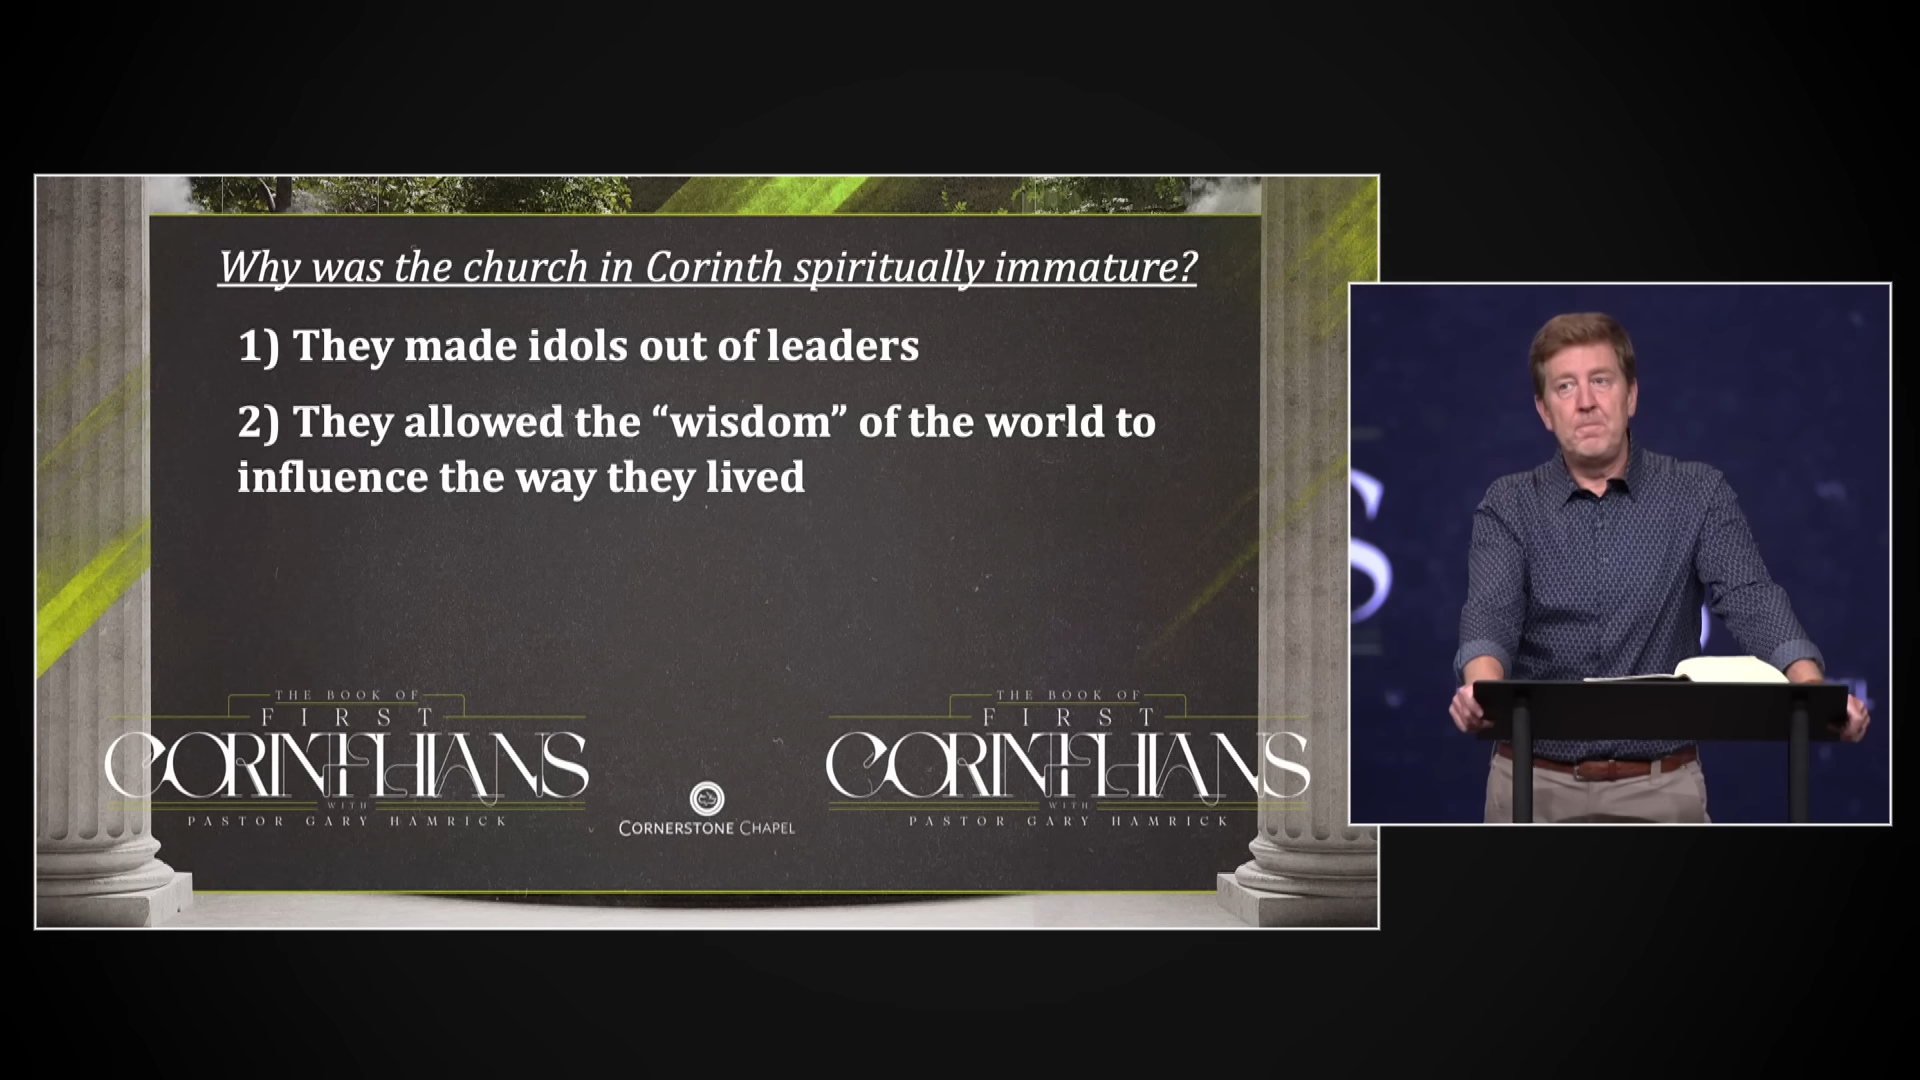 Why was the church in Corinth spiritually immature?
1) They made idols out of leaders
2) They allowed the “wisdom” of the world to
influence the way they lived
THE BOOK OF
FIRST
CORINTHIANS
WITH
PASTOR GARY HAMRICK
CORNERSTONE CHAPEL
THE BOOK OF
FIRST
CORINTHIANS
WITH
PASTOR GARY HAMRICK